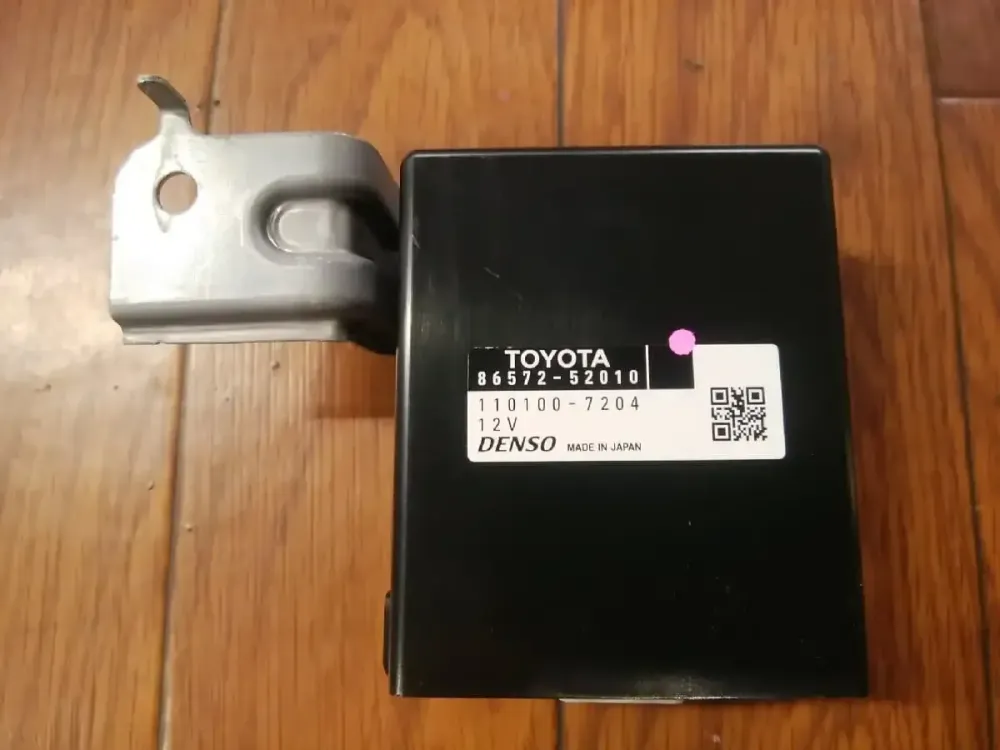 TOYOTA
86572-52010
110100-7204
12V
DENSO MADE IN JAPAN